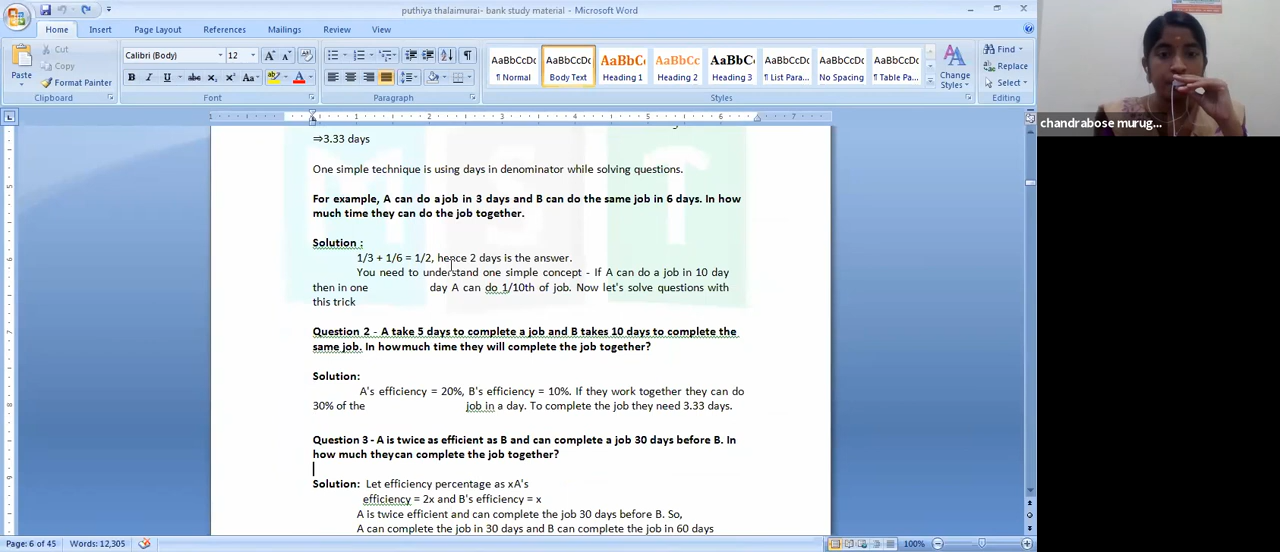 puthiya thalaimurai- bank study material - Microsoft Word
Home Insert Page Layout References Mailings Review View
Cut
Copy
Format Painter
Paste
Clipboard
Calibri (Body) 12
Font
Paragraph
AaBbCcDc AaBbCcDc AaBbC AaBbCc AaBbCc AaBbCcDc AaBbCcDc AaBbCcDc
¶ Normal Body Text Heading 1 Heading 2 Heading 3 ¶ List Para... No Spacing ¶ Table Pa...
Styles
Change Styles
Find
Replace
Select
Editing
chandrabose murug...
⇒3.33 days
One simple technique is using days in denominator while solving questions.
For example, A can do ajob in 3 days and B can do the same job in 6 days. In how
much time they can do the job together.
Solution :
1/3 + 1/6 = 1/2, hence 2 days is the answer.
You need to understand one simple concept - If A can do a job in 10 day
then in one day A can do 1/10th of job. Now let's solve questions with
this trick
Question 2 - A take 5 days to complete a job and B takes 10 days to complete the
same job. In howmuch time they will complete the job together?
Solution:
A's efficiency = 20%, B's efficiency = 10%. If they work together they can do
30% of the job in a day. To complete the job they need 3.33 days.
Question 3 - A is twice as efficient as B and can complete a job 30 days before B. In
how much theycan complete the job together?
Solution: Let efficiency percentage as xA's
efficiency = 2x and B's efficiency = x
A is twice efficient and can complete the job 30 days before B. So,
A can complete the job in 30 days and B can complete the job in 60 days
Page: 6 of 45 Words: 12,305 100%